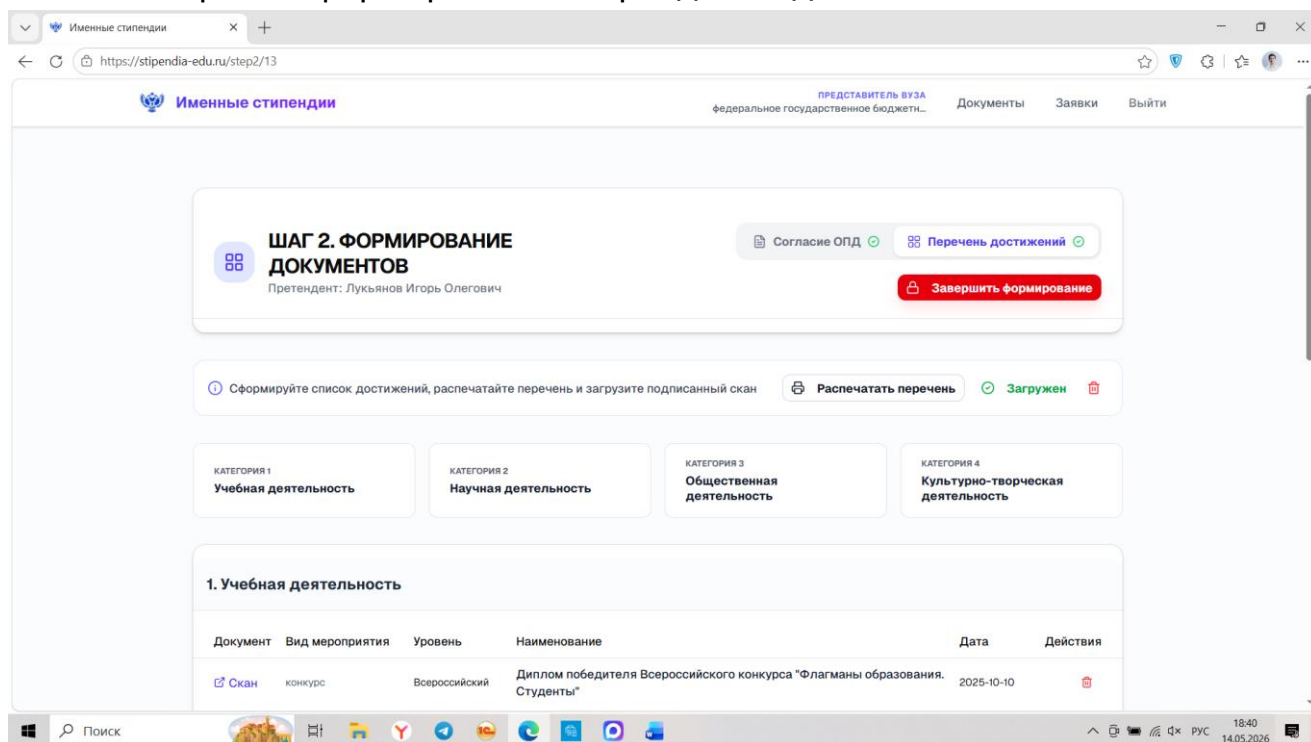 Именные стипендии
https://stipendia-edu.ru/step2/13
Именные стипендии
ПРЕДСТАВИТЕЛЬ ВУЗА
федеральное государственное бюджетн...
Документы Заявки Выйти
ШАГ 2. ФОРМИРОВАНИЕ
ДОКУМЕНТОВ
Претендент: Лукьянов Игорь Олегович
Согласие ОПД
Перечень достижений
Завершить формирование
Сформируйте список достижений, распечатайте перечень и загрузите подписанный скан
Распечатать перечень
Загружен
КАТЕГОРИЯ 1
Учебная деятельность
КАТЕГОРИЯ 2
Научная деятельность
КАТЕГОРИЯ 3
Общественная
деятельность
КАТЕГОРИЯ 4
Культурно-творческая
деятельность
1. Учебная деятельность
Документ Вид мероприятия Уровень Наименование Дата Действия
Скан конкурс Всероссийский Диплом победителя Всероссийского конкурса "Флагманы образования.
Студенты" 2025-10-10
Поиск
РУС
18:40
14.05.2026